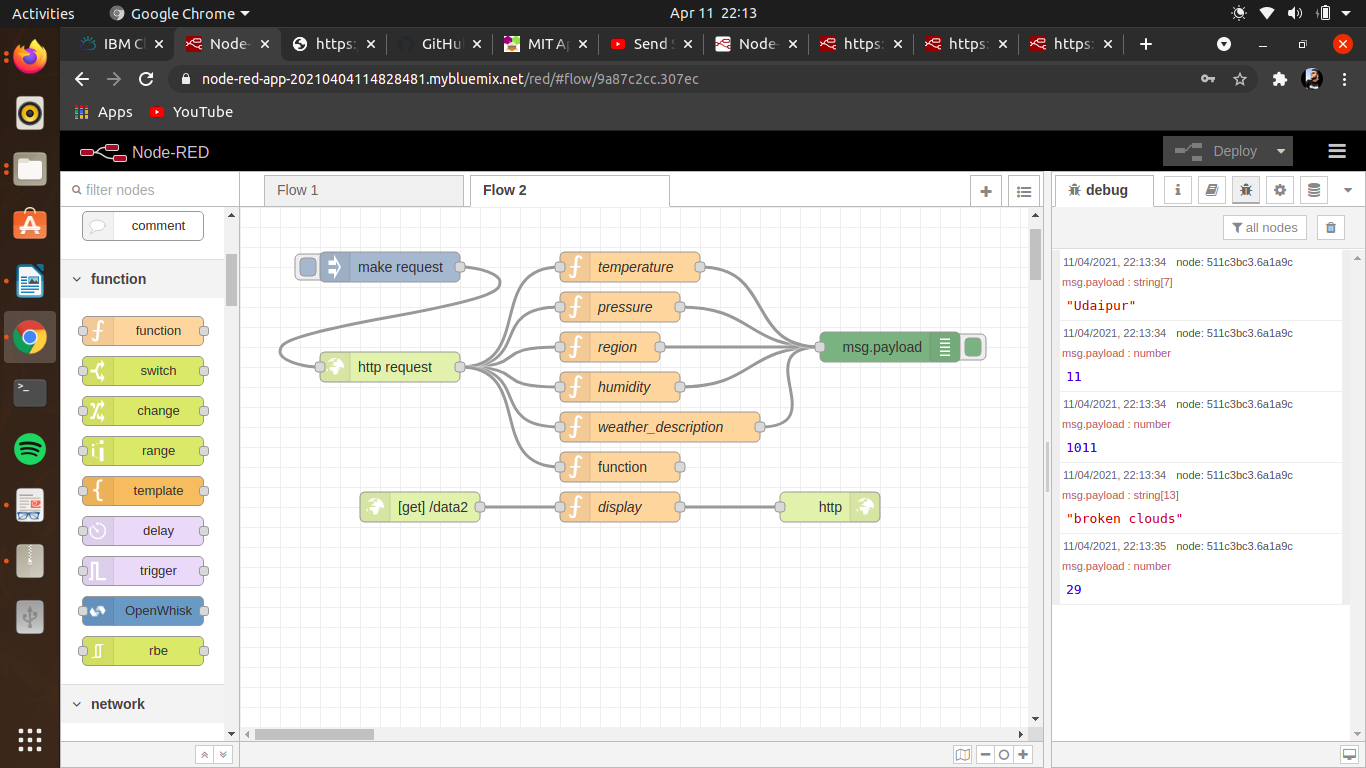 Activities
Google Chrome
Apr 11 22:13
IBM Cl
Node-
https:
GitHu
MIT Ap
Send S
Node-
https:
https:
https:
node-red-app-20210404114828481.mybluemix.net/red/#flow/9a87c2cc.307ec
Apps
YouTube
Node-RED
Deploy
filter nodes
Flow 1
Flow 2
debug
all nodes
comment
function
function
switch
change
range
template
delay
trigger
OpenWhisk
rbe
network
make request
http request
temperature
pressure
region
humidity
weather_description
function
msg.payload
[get] /data2
display
http
11/04/2021, 22:13:34 node: 511c3bc3.6a1a9c
msg.payload : string[7]
"Udaipur"
11/04/2021, 22:13:34 node: 511c3bc3.6a1a9c
msg.payload : number
11
11/04/2021, 22:13:34 node: 511c3bc3.6a1a9c
msg.payload : number
1011
11/04/2021, 22:13:34 node: 511c3bc3.6a1a9c
msg.payload : string[13]
"broken clouds"
11/04/2021, 22:13:35 node: 511c3bc3.6a1a9c
msg.payload : number
29